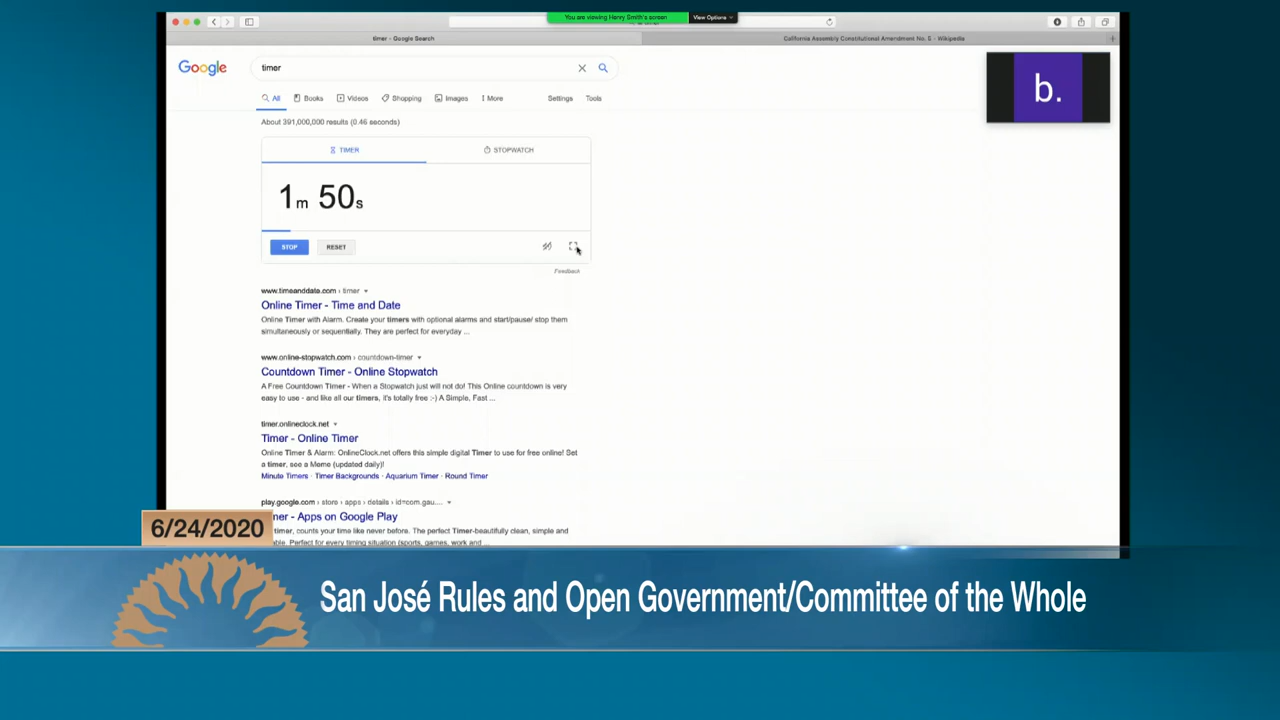 You are viewing Henry Smith's screen
View Options
timer - Google Search
California Assembly Constitutional Amendment No. 5 - Wikipedia
Google
timer
All
Books
Videos
Shopping
Images
More
Settings
Tools
b.
About 391,000,000 results (0.46 seconds)
TIMER
STOPWATCH
1m 50s
STOP
RESET
Feedback
www.timeanddate.com › timer
Online Timer - Time and Date
Online Timer with Alarm. Create your timers with optional alarms and start/pause/ stop them
simultaneously or sequentially. They are perfect for everyday ...
www.online-stopwatch.com › countdown-timer
Countdown Timer - Online Stopwatch
A Free Countdown Timer - When a Stopwatch just will not do! This Online countdown is very
easy to use - and like all our timers, it's totally free :-) A Simple, Fast ...
timer.onlineclock.net
Timer - Online Timer
Online Timer & Alarm: OnlineClock.net offers this simple digital Timer to use for free online! Set
a timer, see a Meme (updated daily)!
Minute Timers · Timer Backgrounds · Aquarium Timer · Round Timer
play.google.com › store › apps › details › id=com.gau....
mer - Apps on Google Play
timer, counts your time like never before. The perfect Timer-beautifully clean, simple and
able. Perfect for every timing situation (sports, games, work and ...
6/24/2020
San José Rules and Open Government/Committee of the Whole